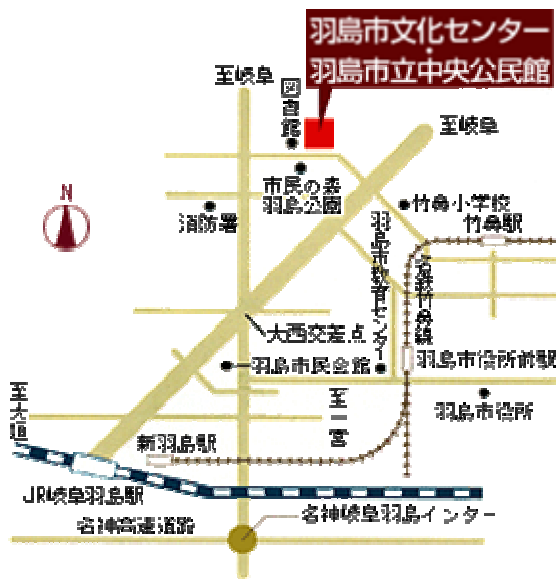 羽島市文化センター
・
羽島市立中央公民館
至岐阜
図書館
至岐阜
市民の森
羽島公園
竹鼻小学校
竹鼻駅
N
消防署
羽島市教育センター
名鉄竹鼻線
大西交差点
羽島市民会館
羽島市役所前駅
至大垣
至一宮
羽島市役所
新羽島駅
JR岐阜羽島駅
名神岐阜羽島インター
名神高速道路